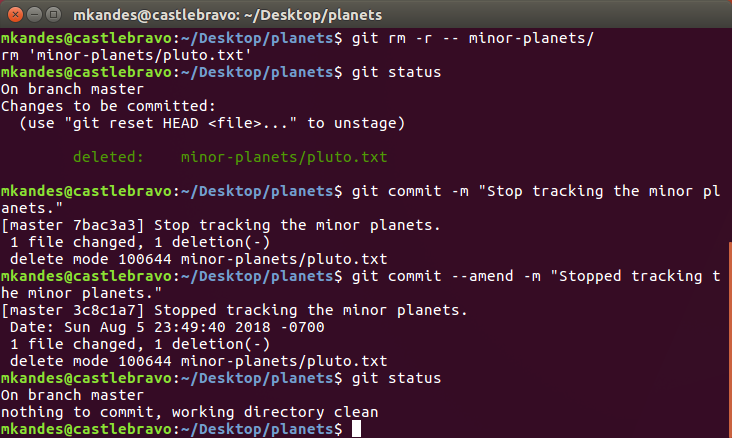 mkandes@castlebravo: ~/Desktop/planets
mkandes@castlebravo:~/Desktop/planets$ git rm -r -- minor-planets/
rm 'minor-planets/pluto.txt'
mkandes@castlebravo:~/Desktop/planets$ git status
On branch master
Changes to be committed:
  (use "git reset HEAD <file>..." to unstage)
        deleted:    minor-planets/pluto.txt
mkandes@castlebravo:~/Desktop/planets$ git commit -m "Stop tracking the minor pl
anets."
[master 7bac3a3] Stop tracking the minor planets.
 1 file changed, 1 deletion(-)
 delete mode 100644 minor-planets/pluto.txt
mkandes@castlebravo:~/Desktop/planets$ git commit --amend -m "Stopped tracking t
he minor planets."
[master 3c8c1a7] Stopped tracking the minor planets.
 Date: Sun Aug 5 23:49:40 2018 -0700
 1 file changed, 1 deletion(-)
 delete mode 100644 minor-planets/pluto.txt
mkandes@castlebravo:~/Desktop/planets$ git status
On branch master
nothing to commit, working directory clean
mkandes@castlebravo:~/Desktop/planets$